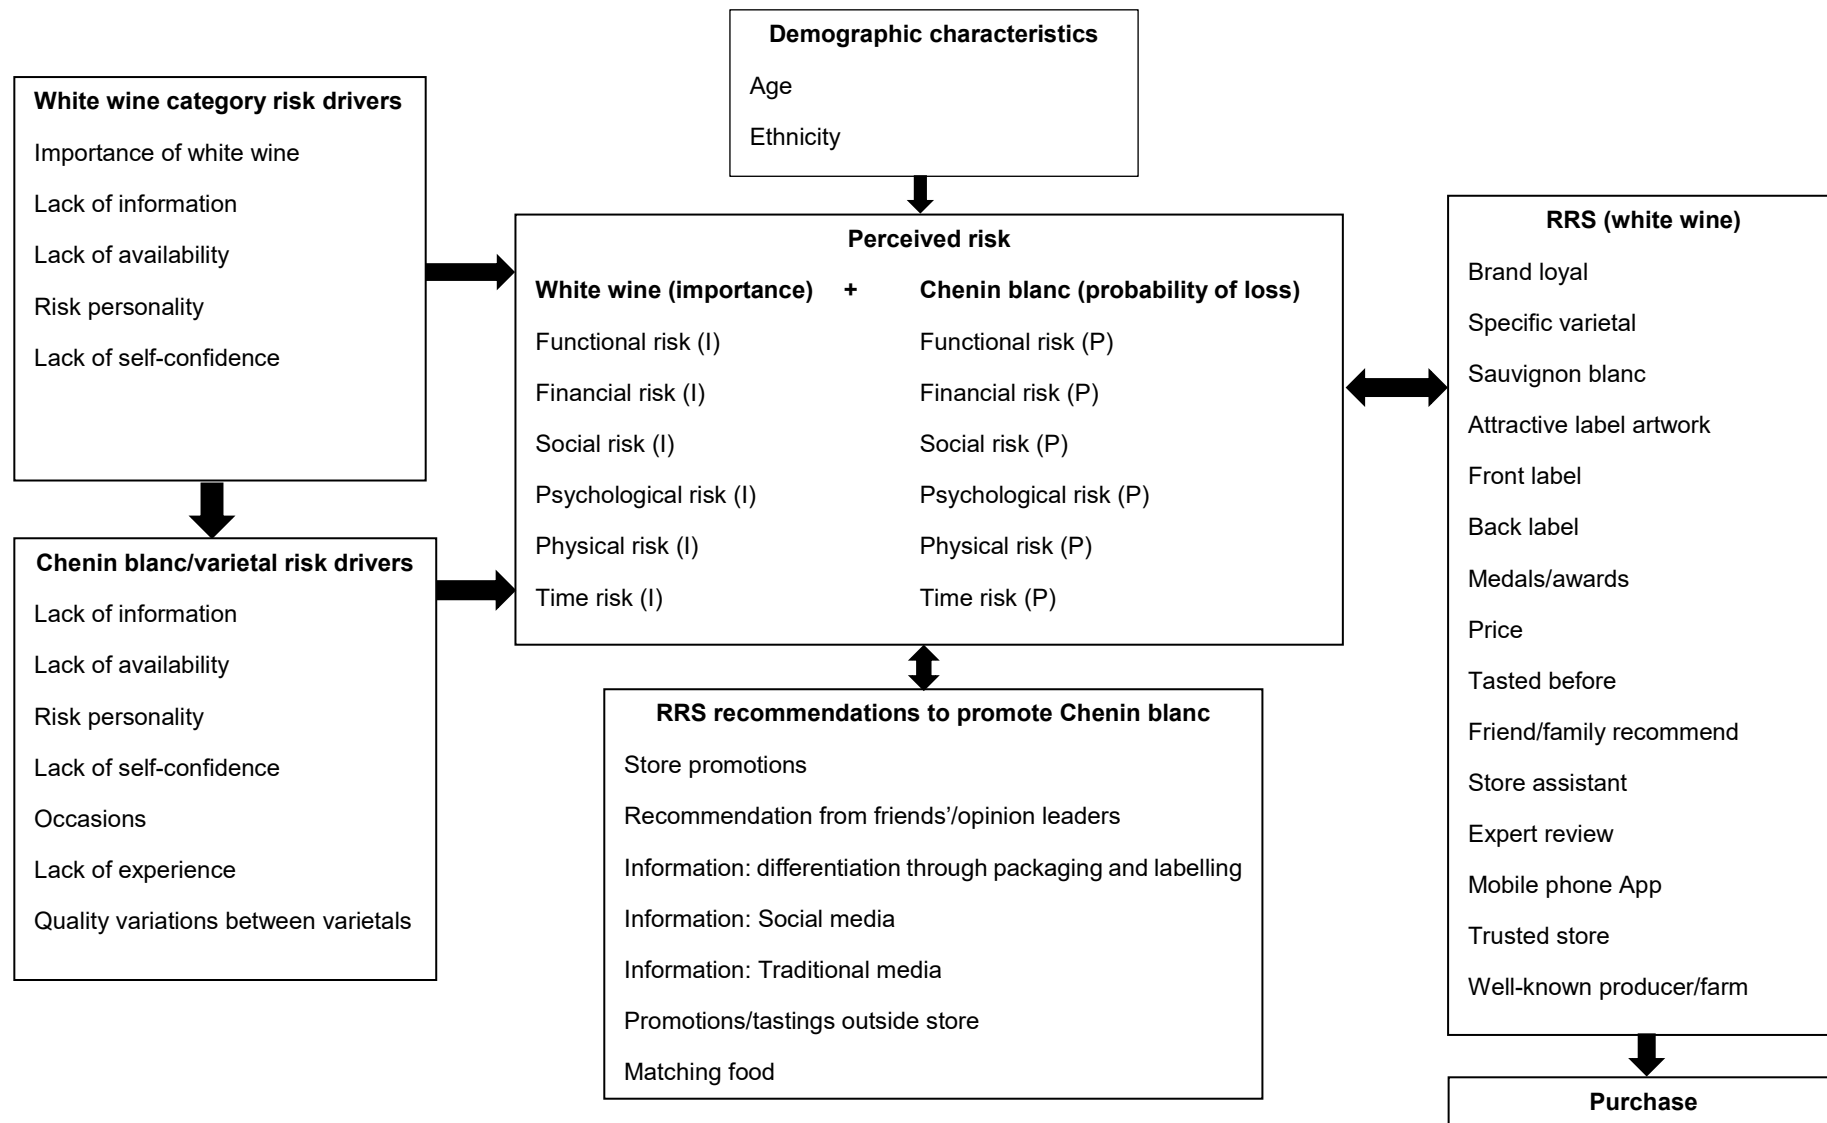 Demographic characteristics
Age
Ethnicity
White wine category risk drivers
Importance of white wine
Lack of information
Lack of availability
Risk personality
Lack of self-confidence
Perceived risk
White wine (importance) + Chenin blanc (probability of loss)
Functional risk (I) Functional risk (P)
Financial risk (I) Financial risk (P)
Social risk (I) Social risk (P)
Psychological risk (I) Psychological risk (P)
Physical risk (I) Physical risk (P)
Time risk (I) Time risk (P)
Chenin blanc/varietal risk drivers
Lack of information
Lack of availability
Risk personality
Lack of self-confidence
Occasions
Lack of experience
Quality variations between varietals
RRS recommendations to promote Chenin blanc
Store promotions
Recommendation from friends’/opinion leaders
Information: differentiation through packaging and labelling
Information: Social media
Information: Traditional media
Promotions/tastings outside store
Matching food
RRS (white wine)
Brand loyal
Specific varietal
Sauvignon blanc
Attractive label artwork
Front label
Back label
Medals/awards
Price
Tasted before
Friend/family recommend
Store assistant
Expert review
Mobile phone App
Trusted store
Well-known producer/farm
Purchase